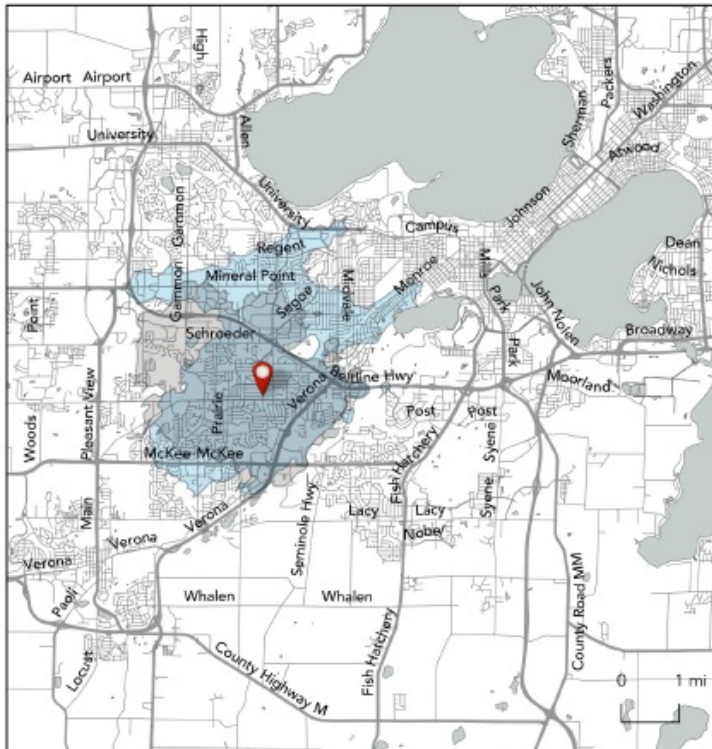 High
Airport Airport
Packers
Washington
Sherman
Allen
University
Atwood
University
Johnson
Gammon
Campus
Regent
Dean
Mineral Point
Nichols
Gammon
Segoe
Midvale
Monroe
Mills
Park
John Nolen
Point
Schroeder
Broadway
Park
Pleasant View
Beltline Hwy
Verona
Moorland
Prairie
Post Post
Woods
McKee McKee
Syene
Fish Hatchery
Main
Verona
Seminole Hwy
Lacy Lacy
Syene
Verona
Verona
Whalen Whalen
Paoli
County Road MM
Locust
County Highway M
Fish Hatchery
0 1 mi